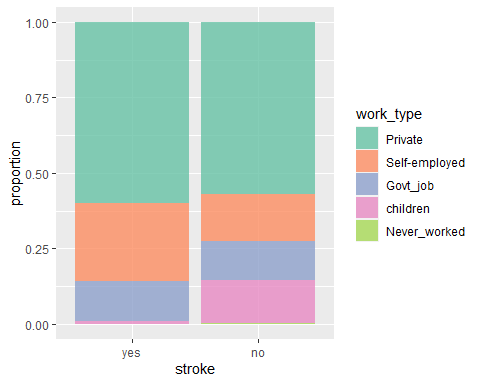 1.00
0.75
0.50
0.25
0.00
proportion
yes no
stroke
work_type
Private
Self-employed
Govt_job
children
Never_worked